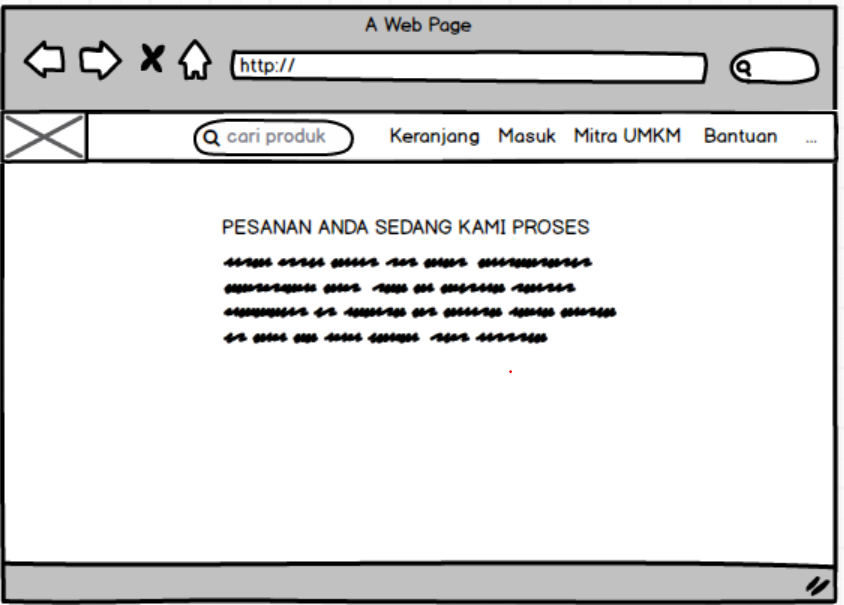 A Web Page
http://
cari produk
Keranjang Masuk Mitra UMKM Bantuan ...
PESANAN ANDA SEDANG KAMI PROSES